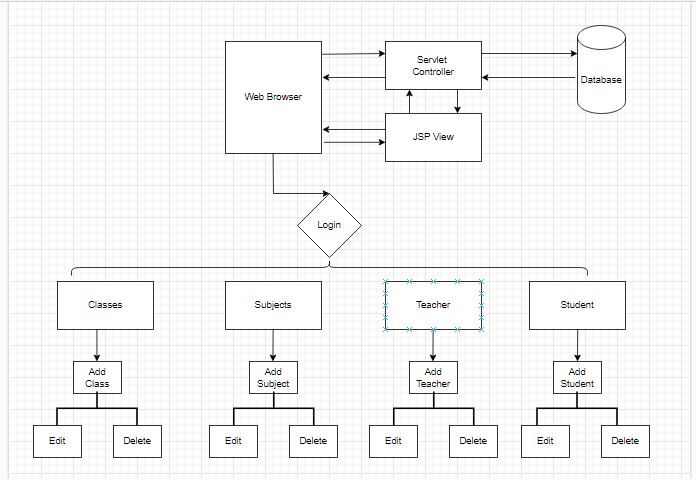 Servlet
Controller
Database
Web Browser
JSP View
Login
Classes
Subjects
Teacher
Student
Add
Class
Add
Subject
Add
Teacher
Add
Student
Edit
Delete
Edit
Delete
Edit
Delete
Edit
Delete